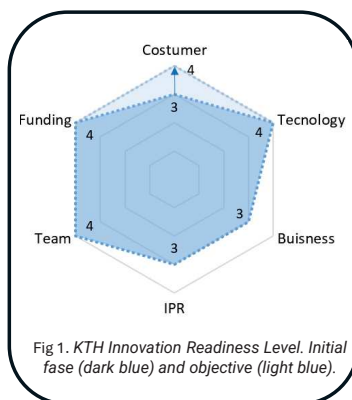 Costumer
4
3
Funding
4
4
Tecnology
4
3
Team
Buisness
3
IPR
Fig 1. KTH Innovation Readiness Level. Initial
fase (dark blue) and objective (light blue).